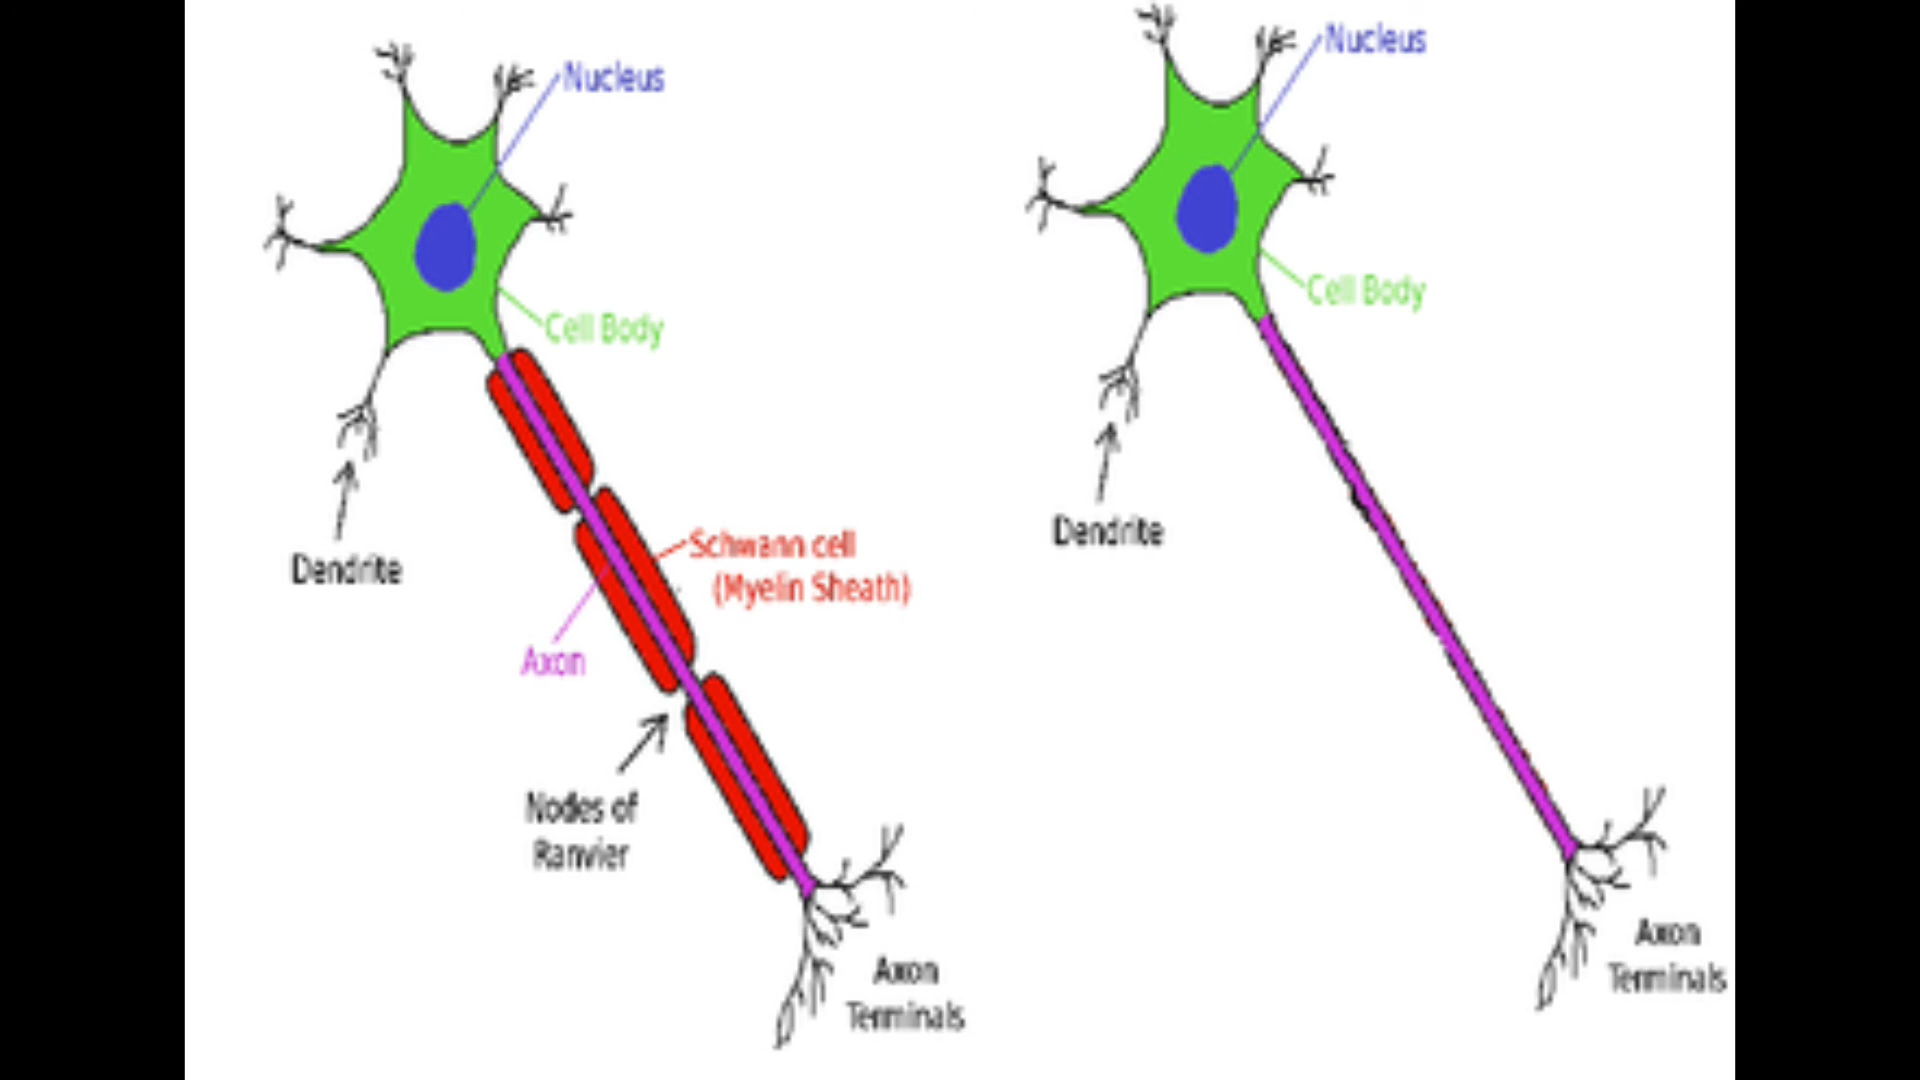 Nucleus
Cell Body
Dendrite
Schwann cell
(Myelin Sheath)
Axon
Nodes of
Ranvier
Axon
Terminals
Nucleus
Cell Body
Dendrite
Axon
Terminals